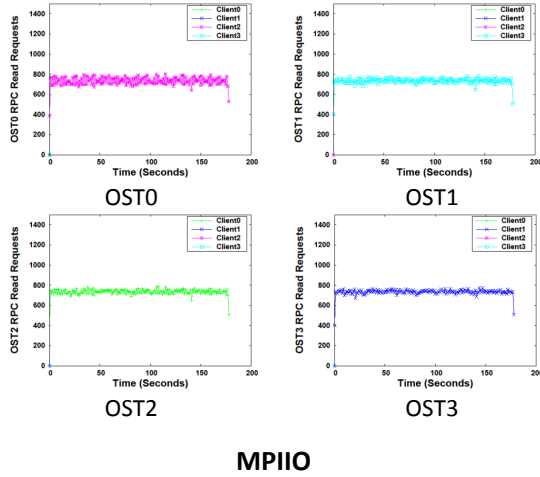 OST0 RPC Read Requests
1400
1200
1000
800
600
400
200
0
Client0
Client1
Client2
Client3
0 50 100 150 200
Time (Seconds)
OST0
OST1 RPC Read Requests
1400
1200
1000
800
600
400
200
0
Client0
Client1
Client2
Client3
0 50 100 150 200
Time (Seconds)
OST1
OST2 RPC Read Requests
1400
1200
1000
800
600
400
200
0
Client0
Client1
Client2
Client3
0 50 100 150 200
Time (Seconds)
OST2
OST3 RPC Read Requests
1400
1200
1000
800
600
400
200
0
Client0
Client1
Client2
Client3
0 50 100 150 200
Time (Seconds)
OST3
MPIIO